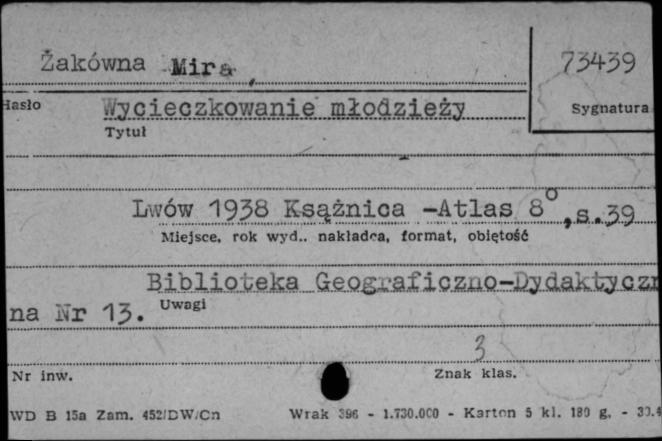 Żakówna Mira, 73439
Hasło Wycieczkowanie młodzieży Sygnatura
Tytuł
Lwów 1938 Książnica -Atlas 8°, s.39
Miejsce, rok wyd.. nakładca, format, objętość
Biblioteka Geograficzno-Dydaktycz
na Nr 13. Uwagi
3
Nr inw. Znak klas.
WD B 15a Zam. 452/DW/Cn Wrak 396 - 1.730.000 - Karton 5 kl. 180 g. - 30.4